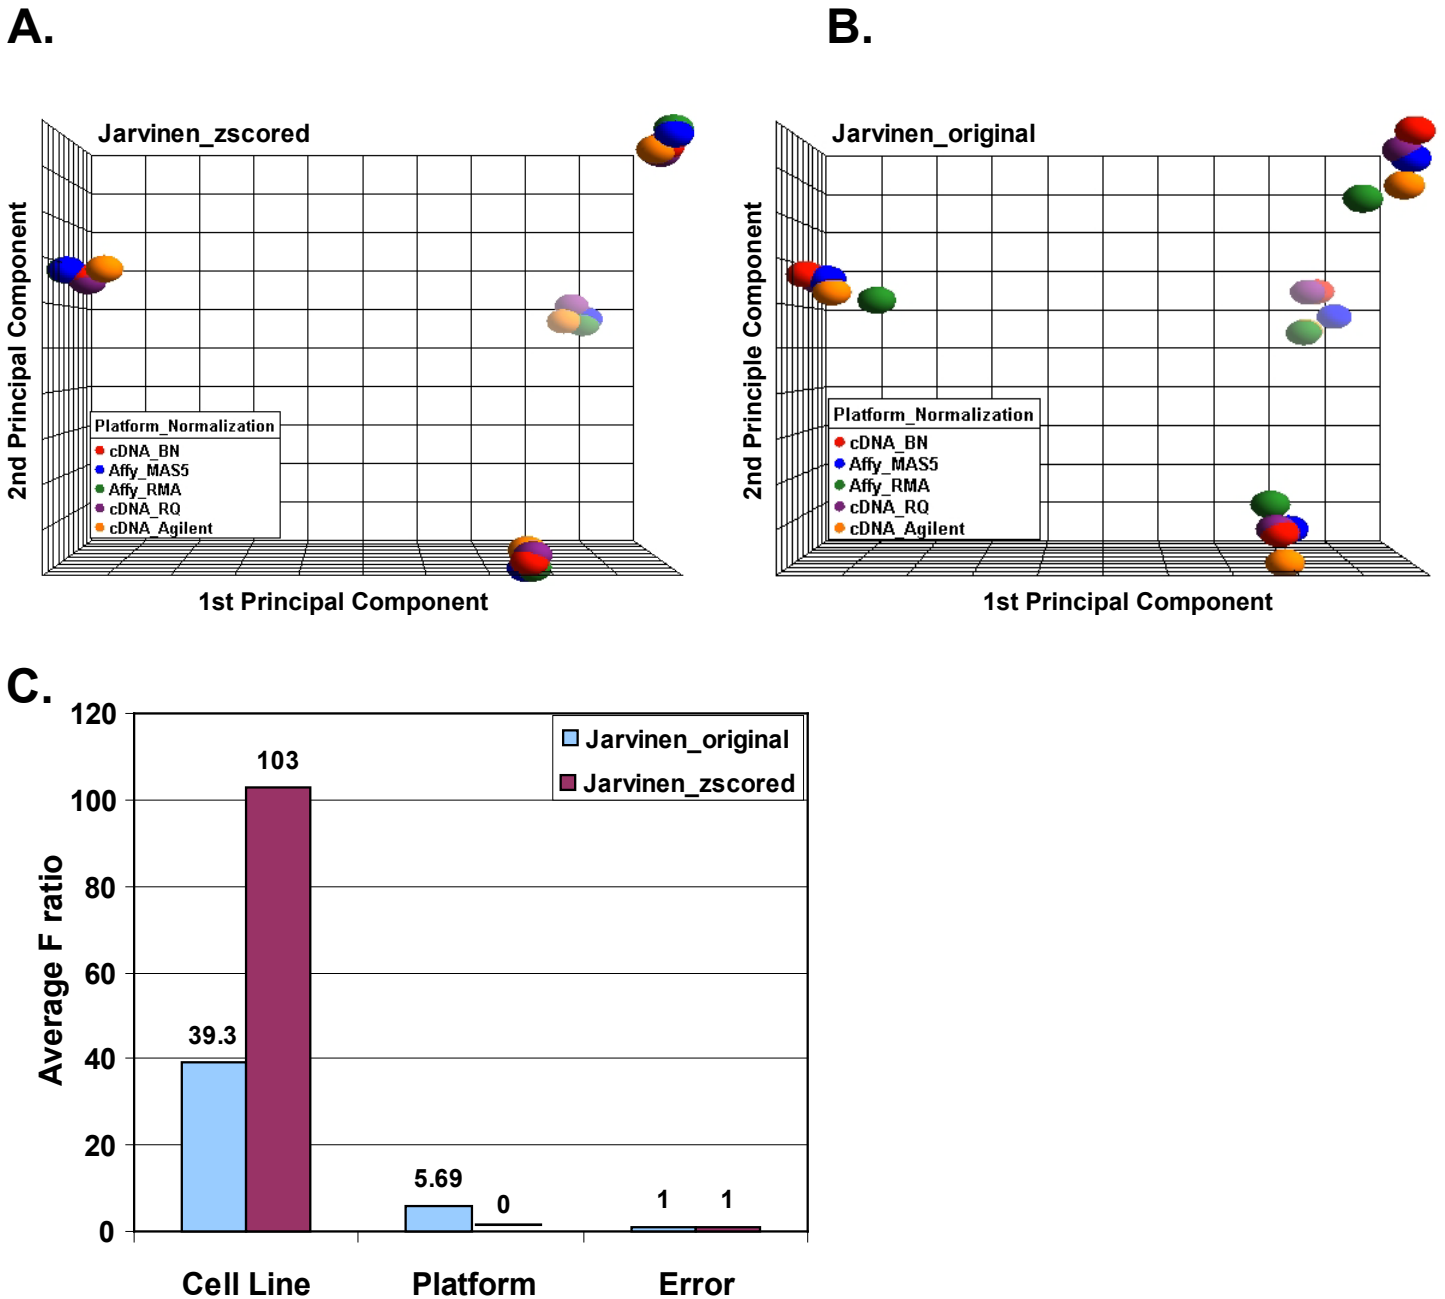 A.
B.
Jarvinen_zscored
2nd Principal Component
Platform_Normalization
cDNA_BN
Affy_MAS5
Affy_RMA
cDNA_RQ
cDNA_Agilent
1st Principal Component
Jarvinen_original
2nd Principle Component
Platform_Normalization
cDNA_BN
Affy_MAS5
Affy_RMA
cDNA_RQ
cDNA_Agilent
1st Principal Component
C.
Average F ratio
120
100
80
60
40
20
0
Jarvinen_original
Jarvinen_zscored
39.3
103
5.69
0
1
1
Cell Line
Platform
Error